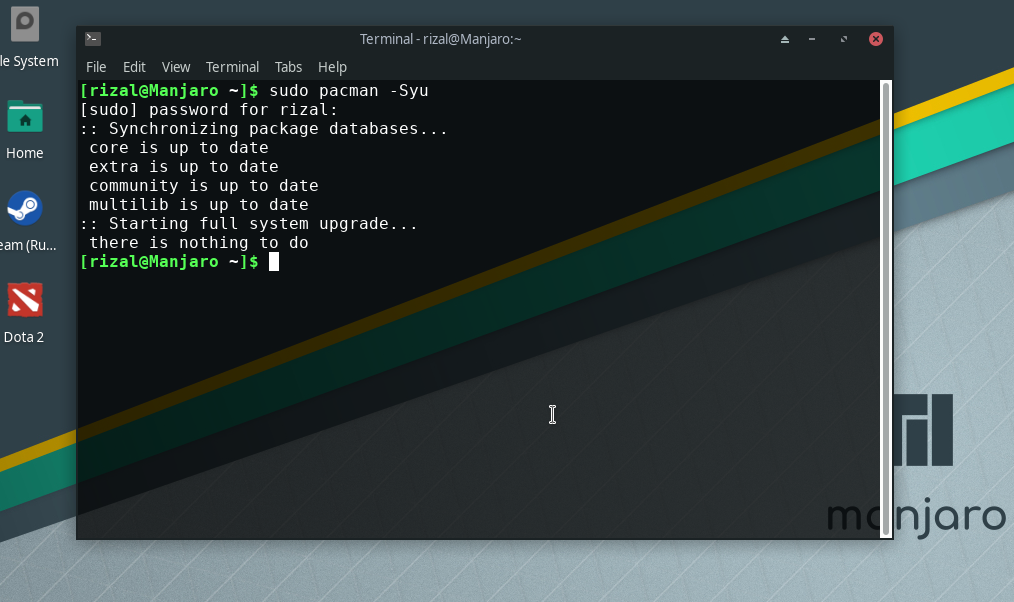 Terminal - rizal@Manjaro:~
File Edit View Terminal Tabs Help
[rizal@Manjaro ~]$ sudo pacman -Syu
[sudo] password for rizal:
:: Synchronizing package databases...
core is up to date
extra is up to date
community is up to date
multilib is up to date
:: Starting full system upgrade...
there is nothing to do
[rizal@Manjaro ~]$
le System
Home
eam (Ru...
Dota 2
manjaro